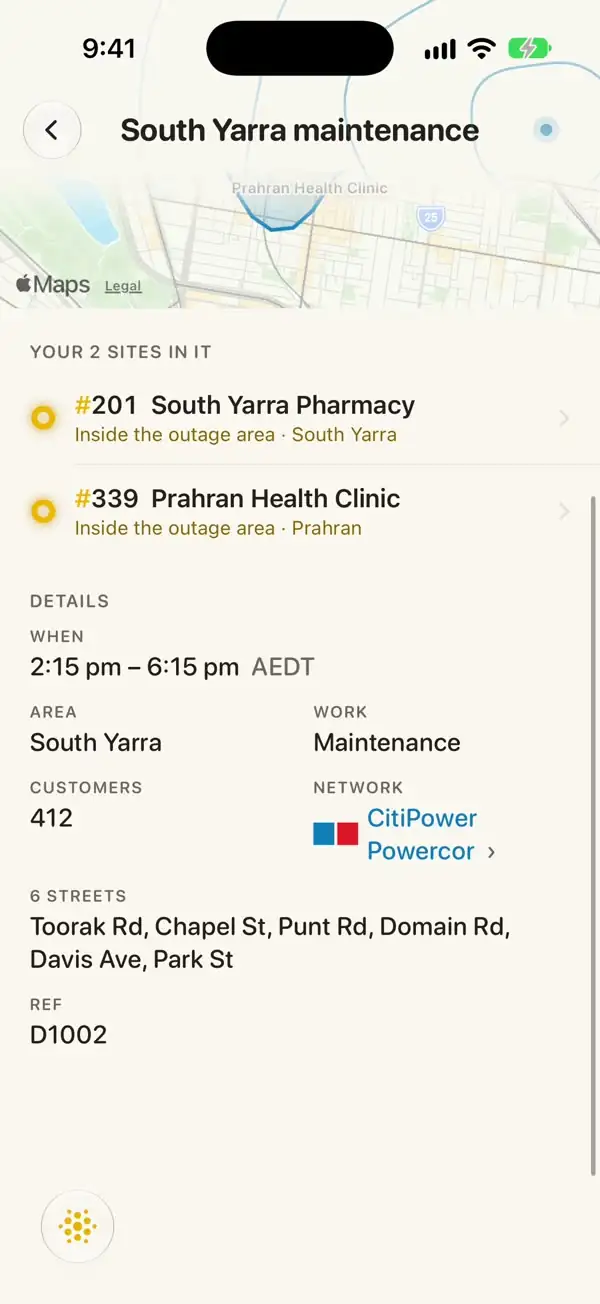 9:41
South Yarra maintenance
Prahran Health Clinic
25
Maps Legal
YOUR 2 SITES IN IT
#201 South Yarra Pharmacy
Inside the outage area · South Yarra
#339 Prahran Health Clinic
Inside the outage area · Prahran
DETAILS
WHEN
2:15 pm – 6:15 pm AEDT
AREA
South Yarra
WORK
Maintenance
CUSTOMERS
412
NETWORK
CitiPower
Powercor ›
6 STREETS
Toorak Rd, Chapel St, Punt Rd, Domain Rd,
Davis Ave, Park St
REF
D1002